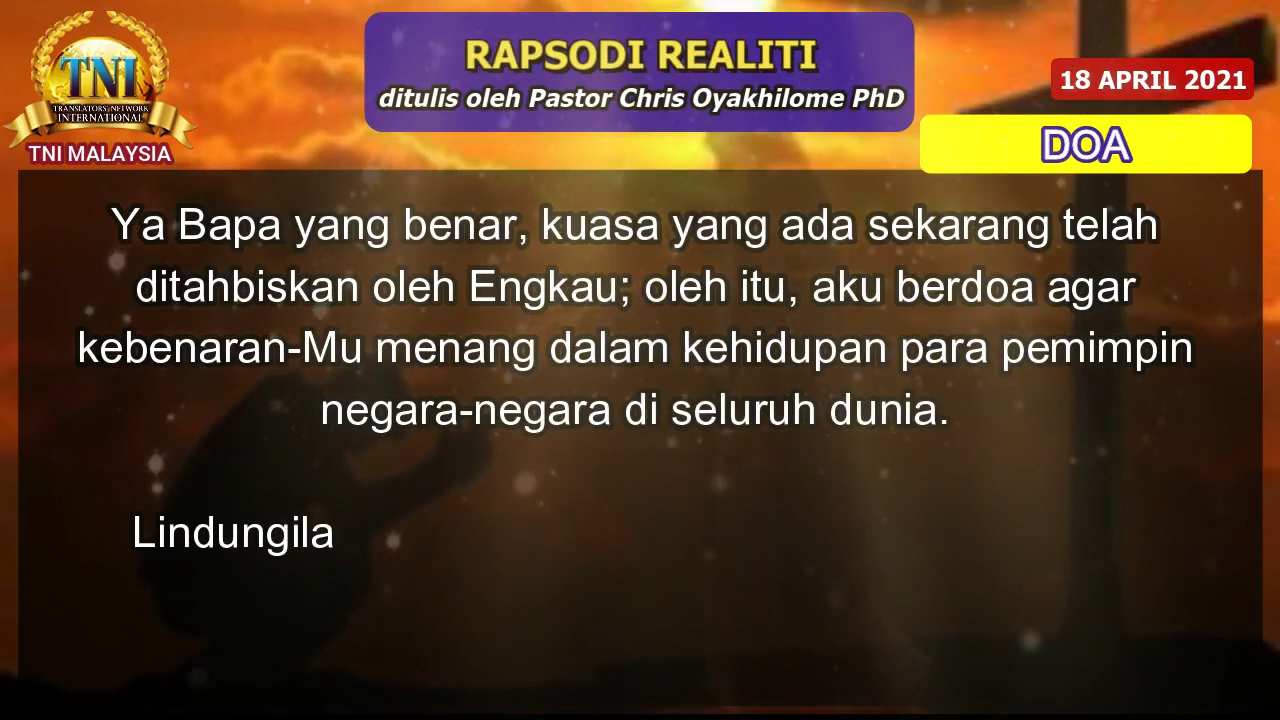 TNI
TRANSLATORS' NETWORK
INTERNATIONAL
TNI MALAYSIA
RAPSODI REALITI
ditulis oleh Pastor Chris Oyakhilome PhD
18 APRIL 2021
DOA
Ya Bapa yang benar, kuasa yang ada sekarang telah
ditahbiskan oleh Engkau; oleh itu, aku berdoa agar
kebenaran-Mu menang dalam kehidupan para pemimpin
negara-negara di seluruh dunia.
Lindungila